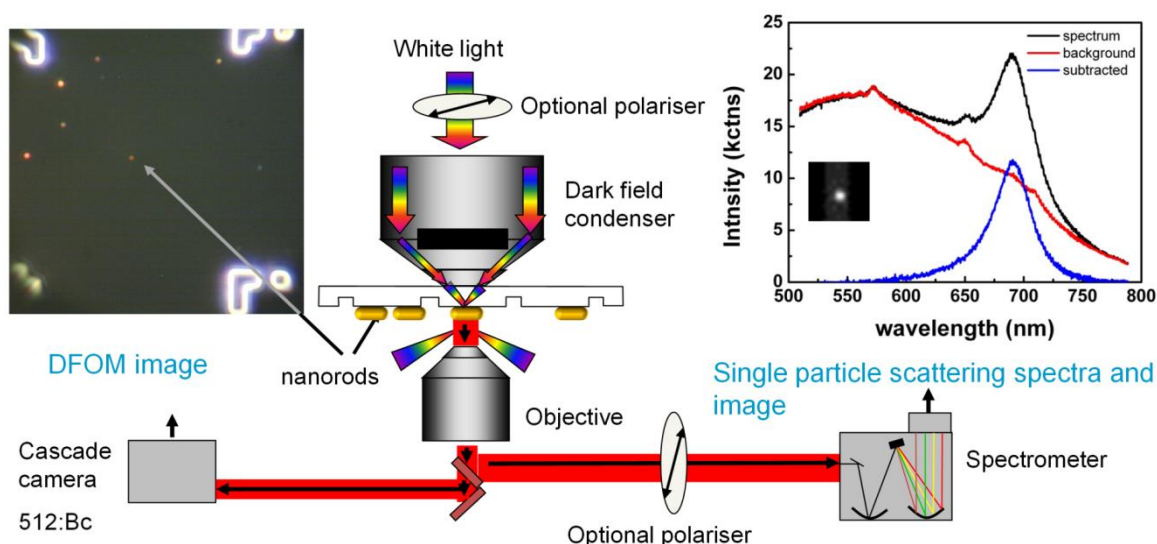 White light
Optional polariser
Dark field
condenser
DFOM image
nanorods
Objective
Cascade
camera
512:Bc
Optional polariser
Single particle scattering spectra and
image
Spectrometer
Intnsity (kctns)
25
20
15
10
5
0
spectrum
background
subtracted
500
550
600
650
700
750
800
wavelength (nm)